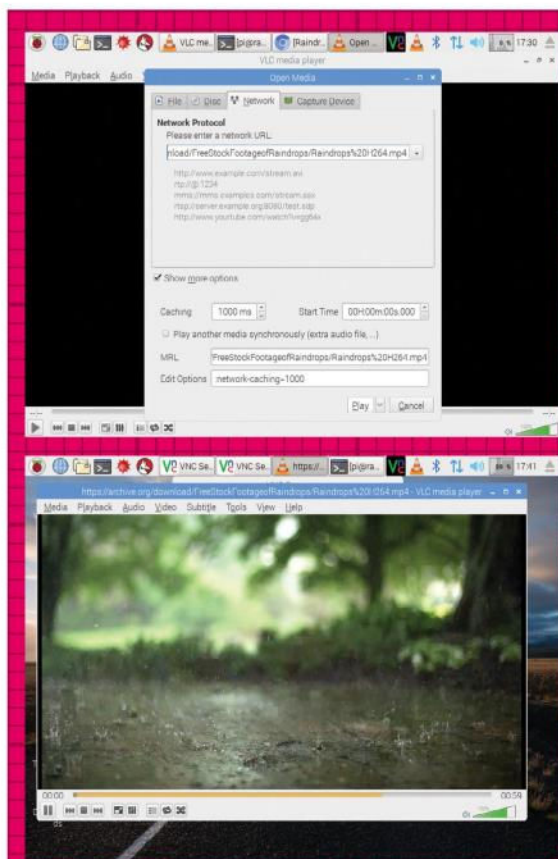 VLC me..
[pi@ra..
[Raindr..
Open ...
17:30
VLC media player
Media Playback Audio
Open Media
File Disc Network Capture Device
Network Protocol
Please enter a network URL:
nload/FreeStockFootageofRaindrops/Raindrops%20H264.mp4
http://www.example.com/stream.avi
rtp://@:1234
mms://mms.examples.com/stream.asx
rtsp://server.example.org:8080/test.sdp
http://www.yourtube.com/watch?v=gg64x
Show more options
Caching 1000 ms Start Time 00H:00m:00s.000
Play another media synchronously (extra audio file, ...)
MRL FreeStockFootageofRaindrops/Raindrops%20H264.mp4
Edit Options :network-caching=1000
Play Cancel
VNC Se.. VNC Se.. https://.. [pi@ra.. 17:41
https://archive.org/download/FreeStockFootageofRaindrops/Raindrops%20H264.mp4 - VLC media player
Media Playback Audio Video Subtitle Tools View Help
00:00 00:59